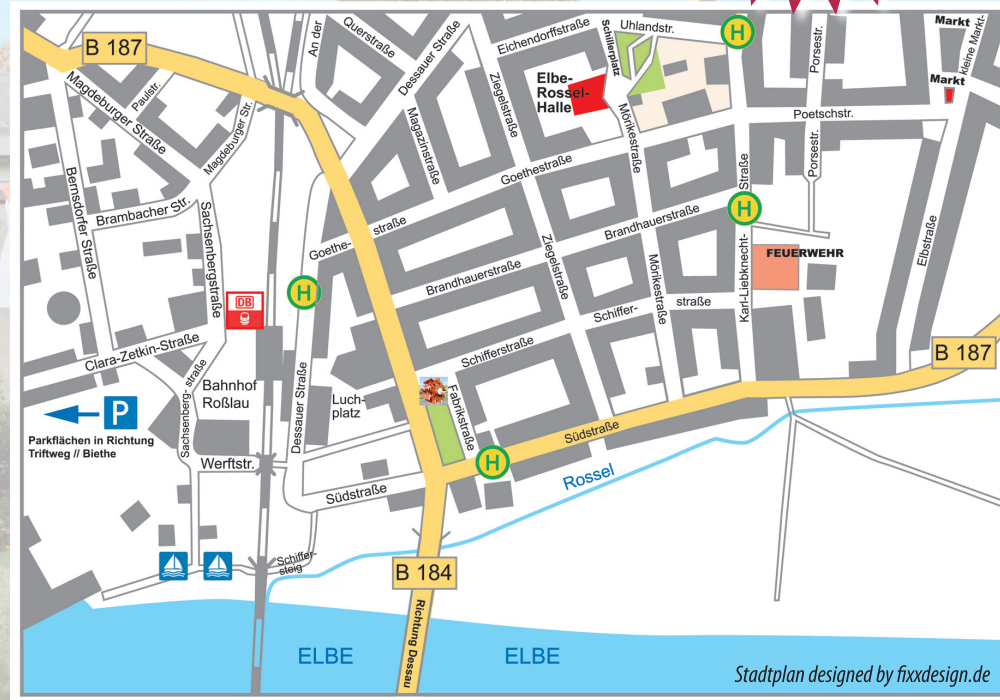 B 187
An der
Querstraße
Dessauer Straße
Eichendorffstraße
Schillerplatz
Uhlandstr.
H
Porsestr.
Markt
kleine Markt-
Markt
Magdeburger Straße
Paulstr.
Magdeburger Str.
Magazinstraße
Ziegelstraße
Elbe-
Rossel-
Halle
Mörikestraße
Poetschstr.
Porsestr.
Goethestraße
Straße
Bernsdorfer Straße
Brambacher Str.
Sachsenbergstraße
Goethe-
straße
Brandhauerstraße
H
Karl-Liebknecht-
FEUERWEHR
Elbstraße
Brandhauerstraße
Ziegelstraße
Mörikestraße
H
DB
Schiffer-
straße
Clara-Zetkin-Straße
Schifferstraße
B 187
Sachsenberg-
straße
Bahnhof
Roßlau
Dessauer Straße
Luch-
platz
Fabrikstraße
P
Parkflächen in Richtung
Triftweg // Biethe
Werftstr.
Südstraße
H
Südstraße
Rossel
Schiffer-
steig
B 184
Richtung Dessau
ELBE
ELBE
Stadtplan designed by fixxdesign.de